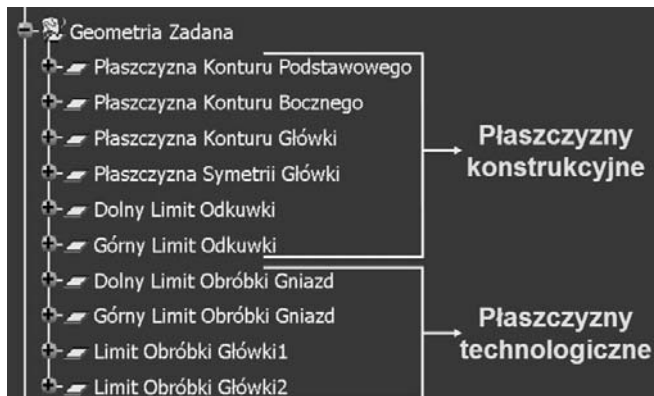 Geometria Zadana
Płaszczyzna Konturu Podstawowego
Płaszczyzna Konturu Bocznego
Płaszczyzna Konturu Główki
Płaszczyzna Symetrii Główki
Dolny Limit Odkuwki
Górny Limit Odkuwki
Dolny Limit Obróbki Gniazd
Górny Limit Obróbki Gniazd
Limit Obróbki Główki1
Limit Obróbki Główki2
Płaszczyzny
konstrukcyjne
Płaszczyzny
technologiczne